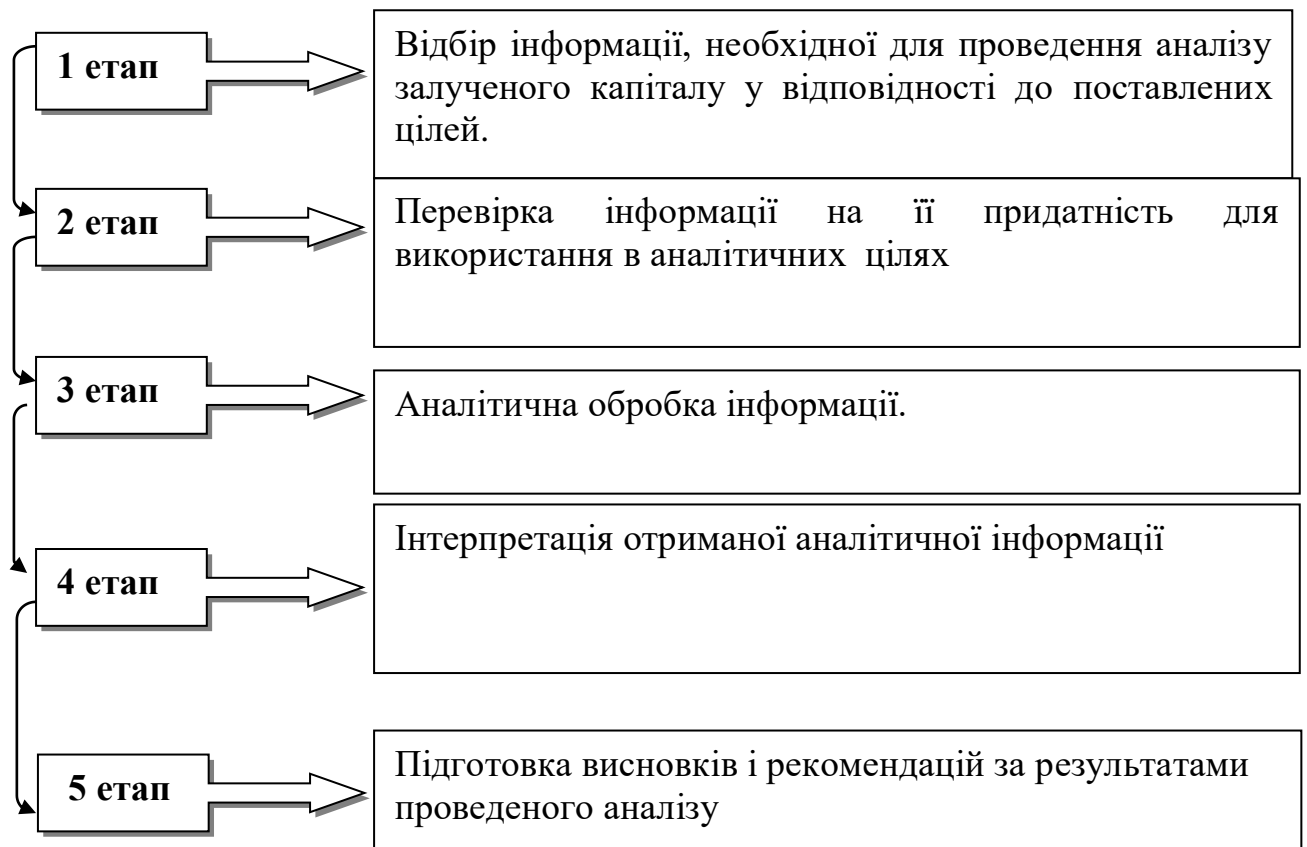 1 етап
Відбір інформації, необхідної для проведення аналізу
залученого капіталу у відповідності до поставлених
цілей.
2 етап
Перевірка інформації на її придатність для
використання в аналітичних цілях
3 етап
Аналітична обробка інформації.
4 етап
Інтерпретація отриманої аналітичної інформації
5 етап
Підготовка висновків і рекомендацій за результатами
проведеного аналізу